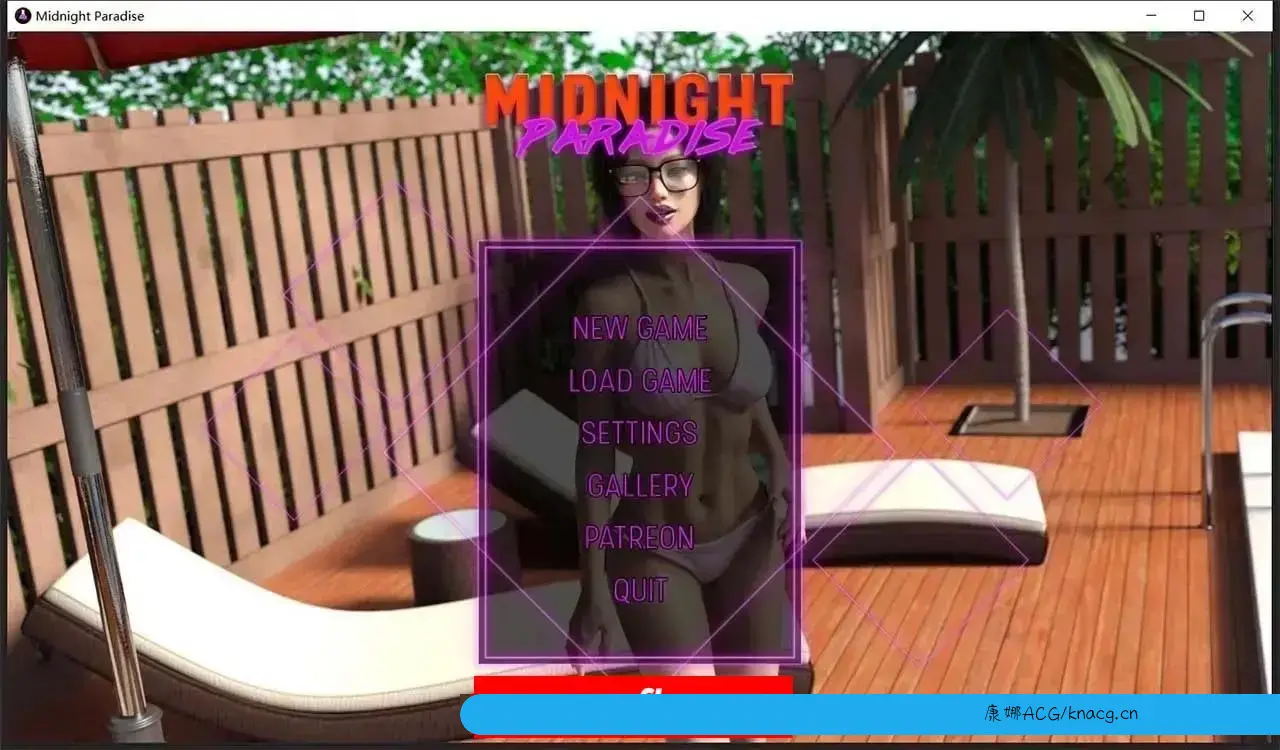 Midnight Paradise
MIDNIGHT
PARADISE
NEW GAME
LOAD GAME
SETTINGS
GALLERY
PATREON
QUIT
康娜ACG/knacg.cn